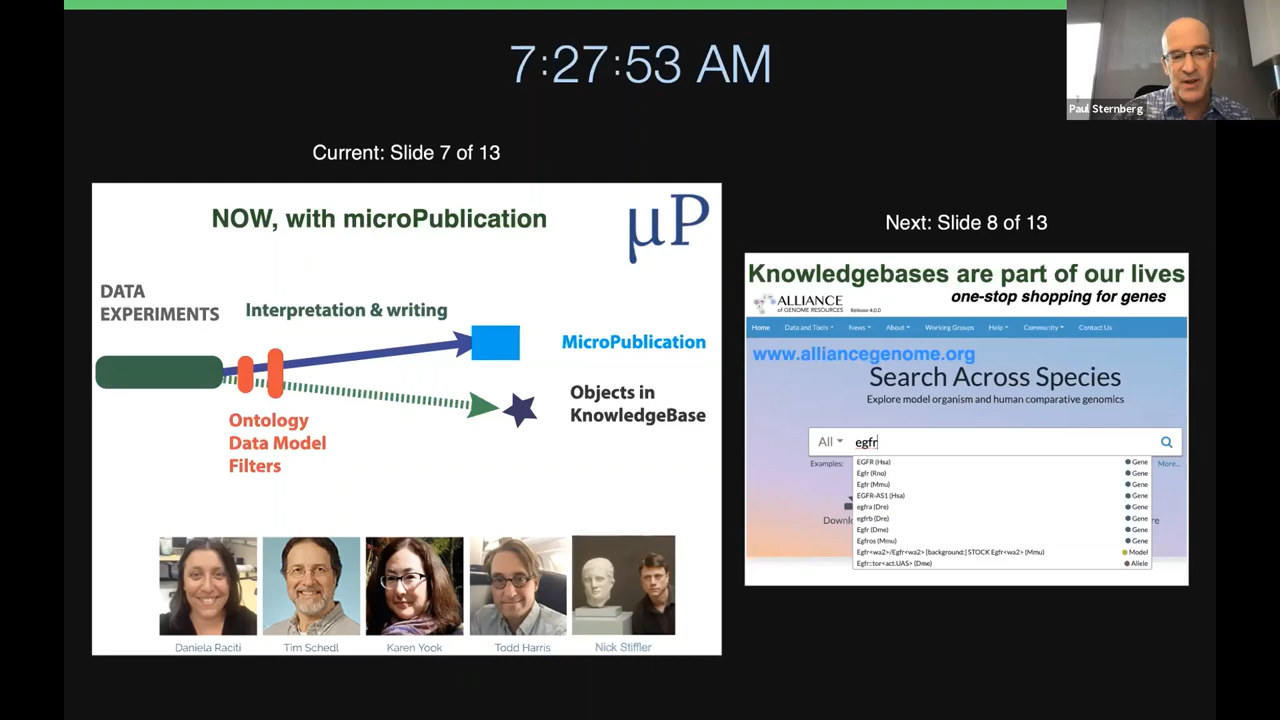 7:27:53 AM
Paul Sternberg
Current: Slide 7 of 13
NOW, with microPublication
μP
DATA
EXPERIMENTS
Interpretation & writing
MicroPublication
Objects in
KnowledgeBase
Ontology
Data Model
Filters
Daniela Raciti
Tim Schedl
Karen Yook
Todd Harris
Nick Stiffler
Next: Slide 8 of 13
Knowledgebases are part of our lives
one-stop shopping for genes
ALLIANCE
of GENOME RESOURCES
Release 4.0.0
Home Data and Tools News About Working Groups Help Community Contact Us
www.alliancegenome.org
Search Across Species
Explore model organism and human comparative genomics
All egfr
Examples:
More...
EGFR (Hsa) Gene
Egfr (Rno) Gene
Egfr (Mmu) Gene
EGFR-AS1 (Hsa) Gene
egfra (Dre) Gene
egfrb (Dre) Gene
Egfr (Dme) Gene
Egfros (Mmu) Gene
Egfr<wa2>/Egfr<wa2> [background:] STOCK Egfr<wa2> (Mmu) Model
Egfr::tor<act.UAS> (Dme) Allele